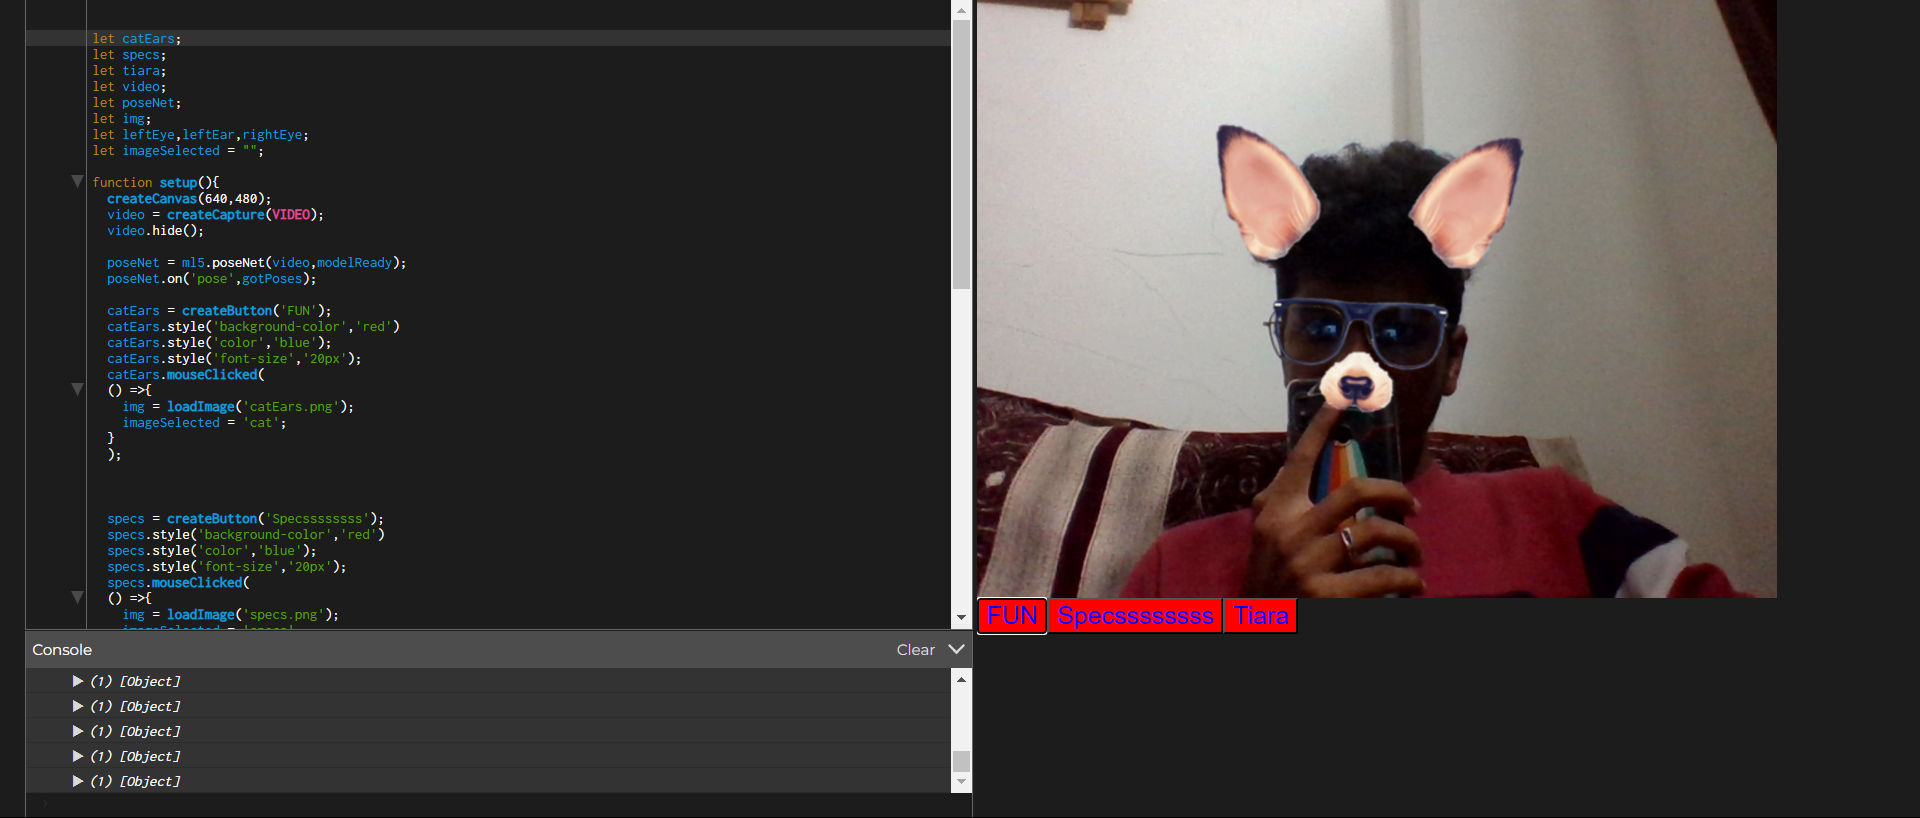 let catEars;
let specs;
let tiara;
let video;
let poseNet;
let img;
let leftEye,leftEar,rightEye;
let imageSelected = "";
function setup(){
createCanvas(640,480);
video = createCapture(VIDEO);
video.hide();
poseNet = ml5.poseNet(video,modelReady);
poseNet.on('pose',gotPoses);
catEars = createButton('FUN');
catEars.style('background-color','red')
catEars.style('color','blue');
catEars.style('font-size','20px');
catEars.mouseClicked(
() =>{
img = loadImage('catEars.png');
imageSelected = 'cat';
}
);
specs = createButton('Specsssssssss');
specs.style('background-color','red')
specs.style('color','blue');
specs.style('font-size','20px');
specs.mouseClicked(
() =>{
img = loadImage('specs.png');
Console
Clear
(1) [Object]
(1) [Object]
(1) [Object]
(1) [Object]
(1) [Object]
FUN Specsssssssss Tiara